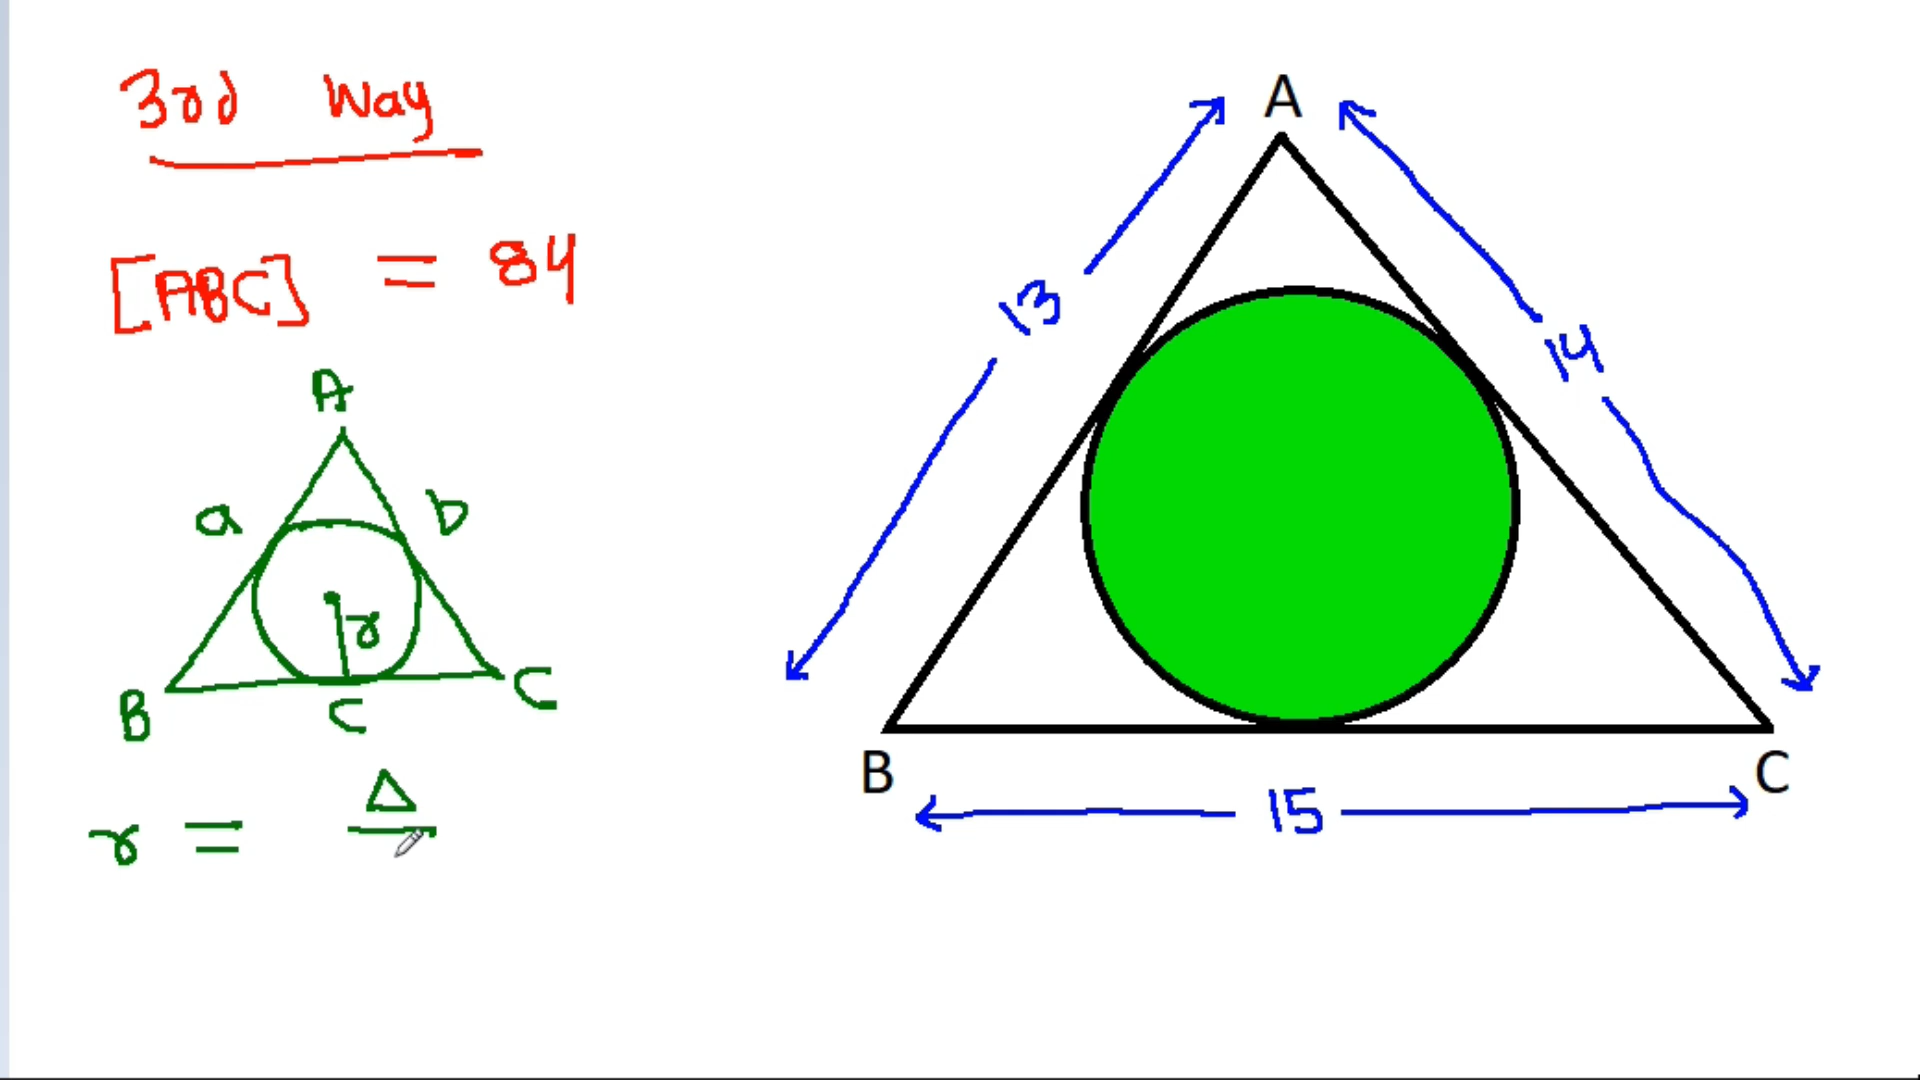 3rd Way
[ABC] = 84
A
a b
r
B C C
r = Δ
A
13
14
B C
15